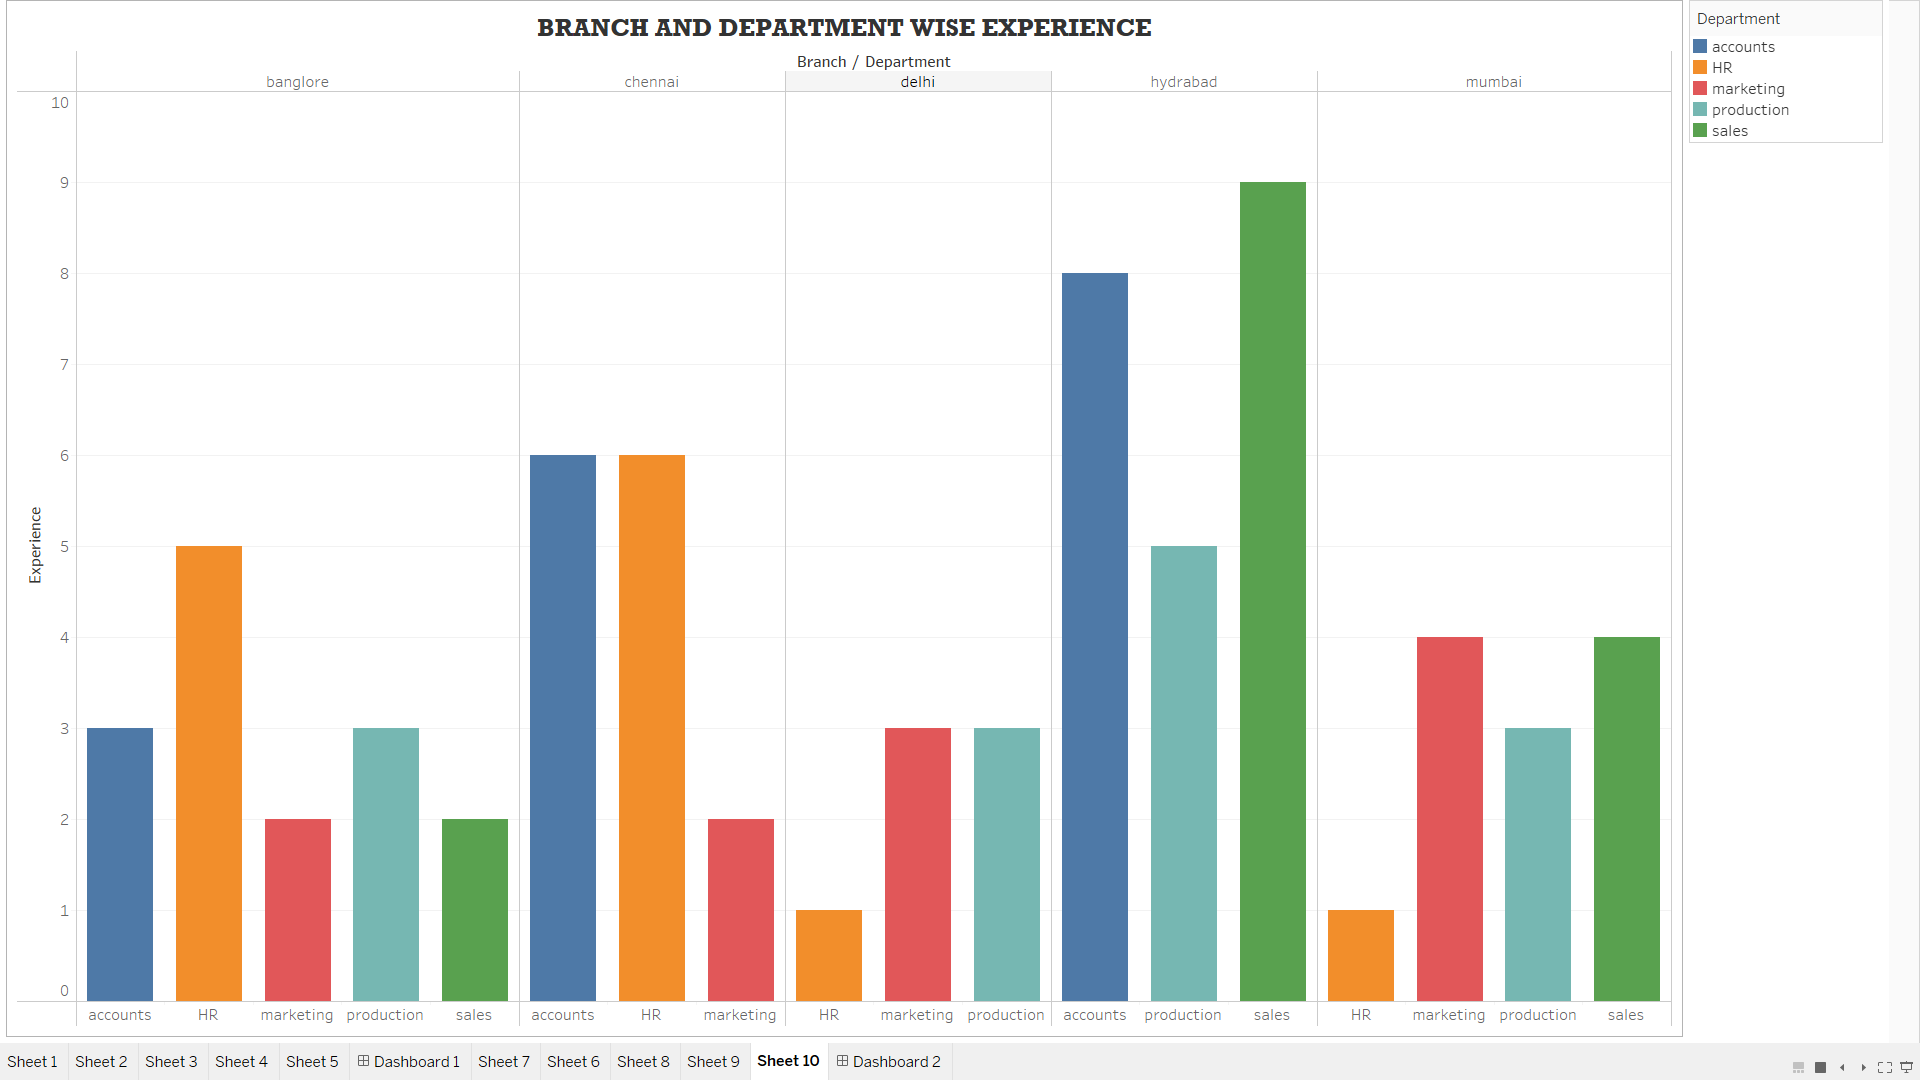 BRANCH AND DEPARTMENT WISE EXPERIENCE
Branch / Department
banglore chennai delhi hydrabad mumbai
10
9
8
7
6
5
4
3
2
1
0
Experience
accounts HR marketing production sales accounts HR marketing HR marketing production accounts production sales HR marketing production sales
Department
accounts
HR
marketing
production
sales
Sheet 1 Sheet 2 Sheet 3 Sheet 4 Sheet 5 Dashboard 1 Sheet 7 Sheet 6 Sheet 8 Sheet 9 Sheet 10 Dashboard 2